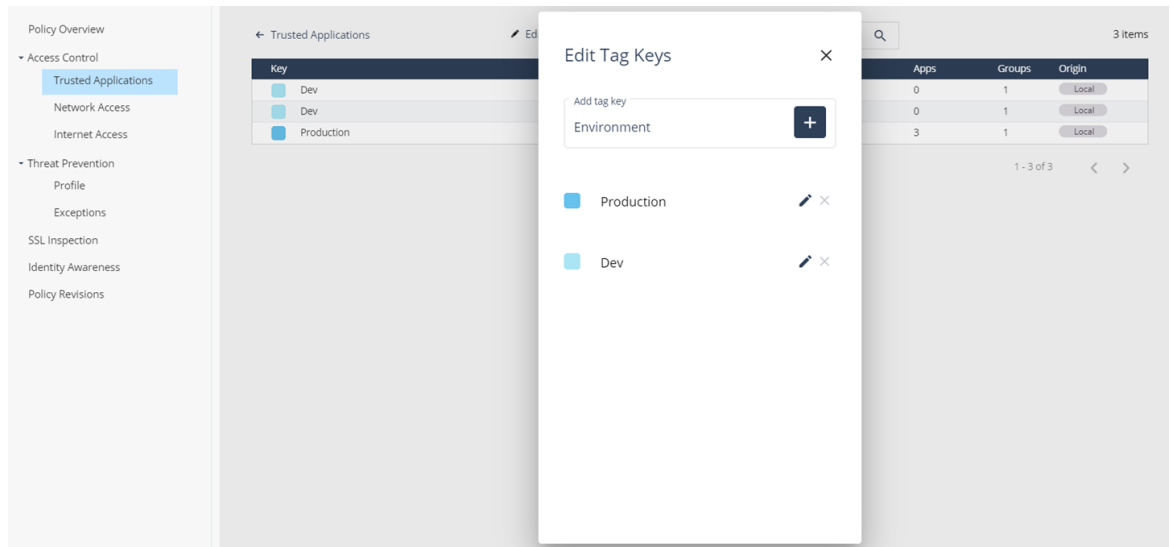 Policy Overview
Access Control
Trusted Applications
Network Access
Internet Access
Threat Prevention
Profile
Exceptions
SSL Inspection
Identity Awareness
Policy Revisions
← Trusted Applications
3 items
Key Apps Groups Origin
Dev 0 1 Local
Dev 0 1 Local
Production 3 1 Local
1 - 3 of 3
Edit Tag Keys
Add tag key
Environment
Production
Dev